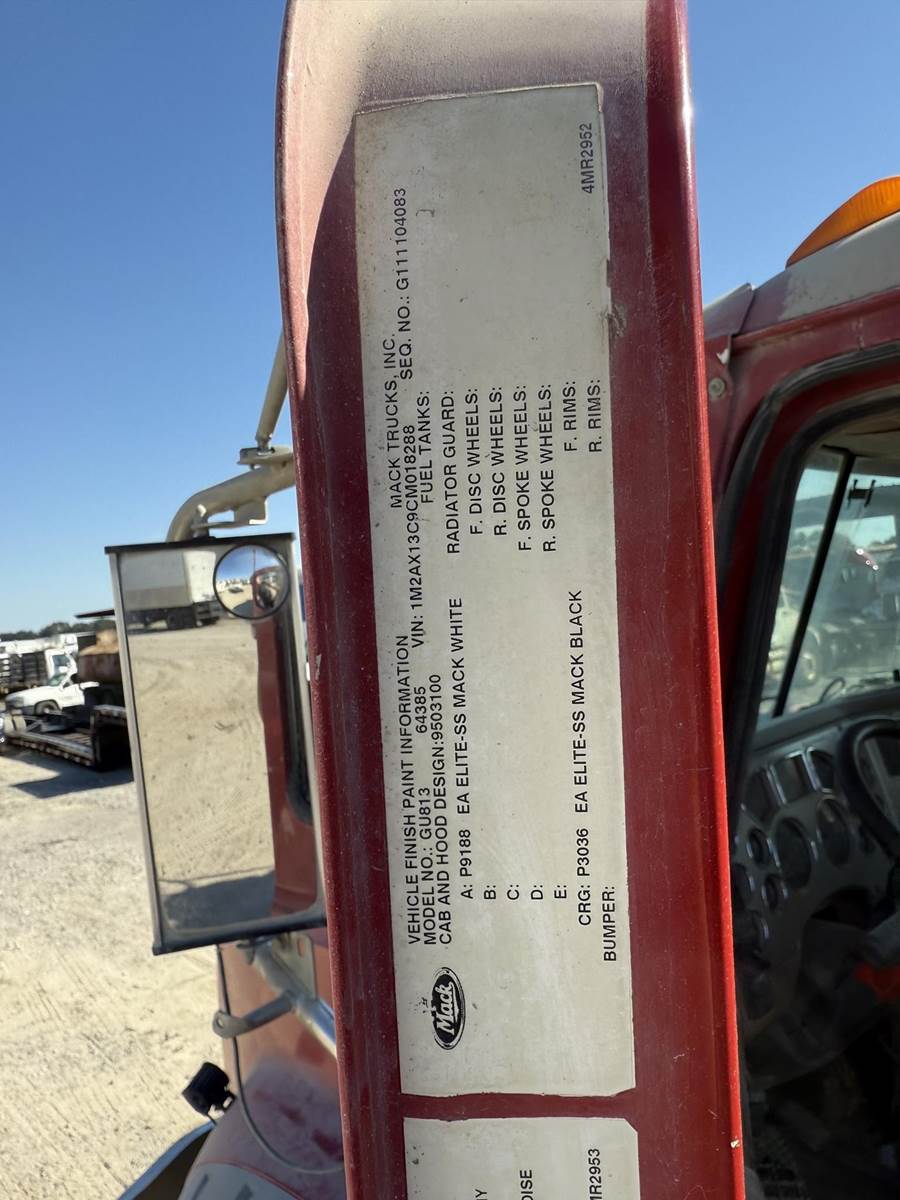 Mack
VEHICLE FINISH PAINT INFORMATION MACK TRUCKS, INC.
MODEL NO.: GU813 64385 VIN: 1M2AX13C9CM018288 SEQ. NO.: G111104083
CAB AND HOOD DESIGN:9503100 FUEL TANKS:
A: P9188 EA ELITE-SS MACK WHITE RADIATOR GUARD:
B: F. DISC WHEELS:
C: R. DISC WHEELS:
D: F. SPOKE WHEELS:
E: R. SPOKE WHEELS:
CRG: P3036 EA ELITE-SS MACK BLACK F. RIMS:
BUMPER: R. RIMS:
4MR2952